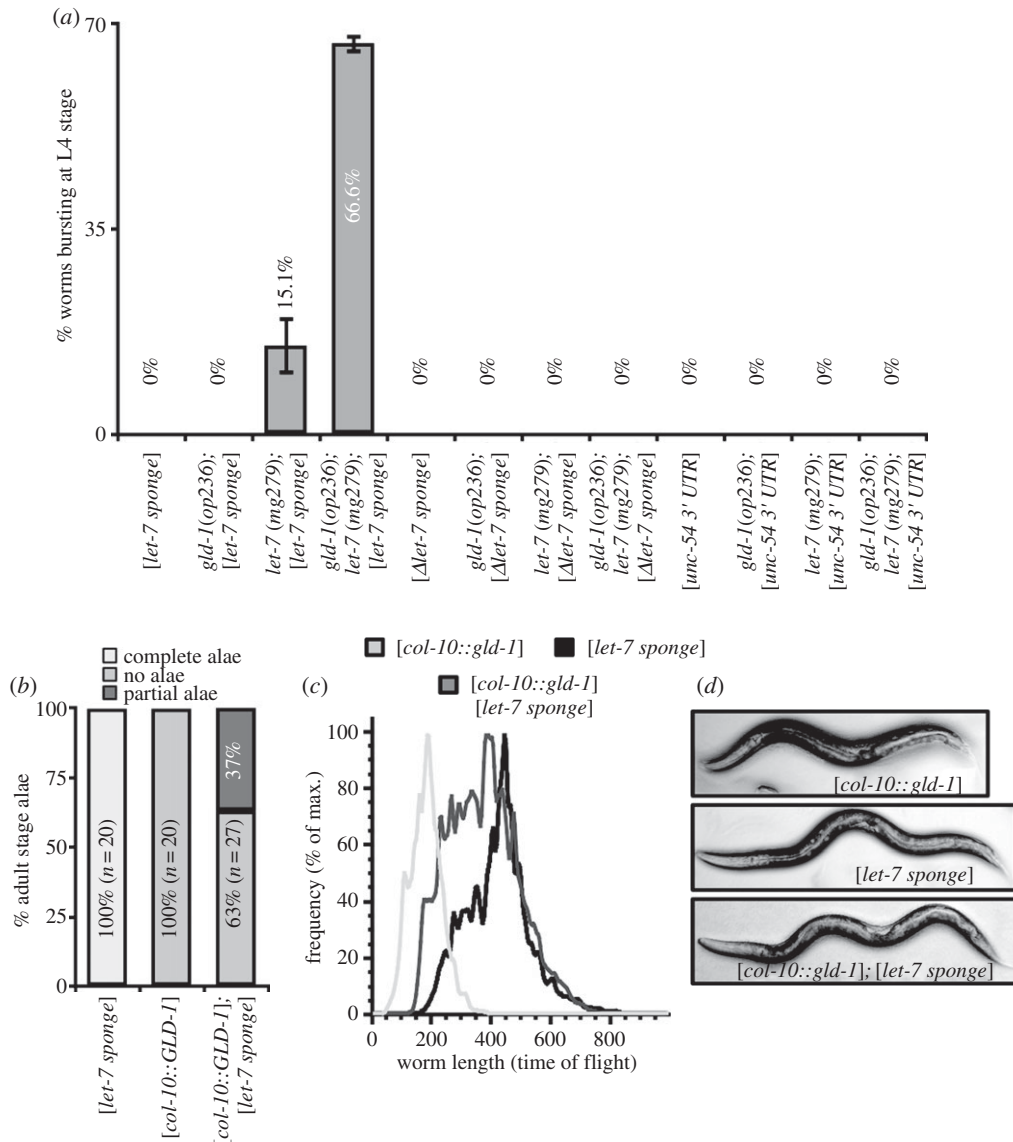 (a)
70
35
0
% worms bursting at L4 stage
0%
0%
15.1%
66.6%
0%
0%
0%
0%
0%
0%
0%
0%
[let-7 sponge]
gld-1(op236);
[let-7 sponge]
let-7 (mg279);
[let-7 sponge]
gld-1(op236);
let-7 (mg279);
[let-7 sponge]
[Δlet-7 sponge]
gld-1(op236);
[Δlet-7 sponge]
let-7 (mg279);
[Δlet-7 sponge]
gld-1(op236);
let-7 (mg279);
[Δlet-7 sponge]
[unc-54 3' UTR]
gld-1(op236);
[unc-54 3' UTR]
let-7 (mg279);
[unc-54 3' UTR]
gld-1(op236);
let-7 (mg279);
[unc-54 3' UTR]
(b)
complete alae
no alae
partial alae
100
75
50
25
0
% adult stage alae
100% (n = 20)
100% (n = 20)
37%
63% (n = 27)
[let-7 sponge]
[col-10::GLD-1]
[col-10::GLD-1];
[let-7 sponge]
[col-10::gld-1]
[let-7 sponge]
[col-10::gld-1]
[let-7 sponge]
(c)
100
80
60
40
20
0
frequency (% of max.)
0 200 400 600 800
worm length (time of flight)
(d)
[col-10::gld-1]
[let-7 sponge]
[col-10::gld-1]; [let-7 sponge]